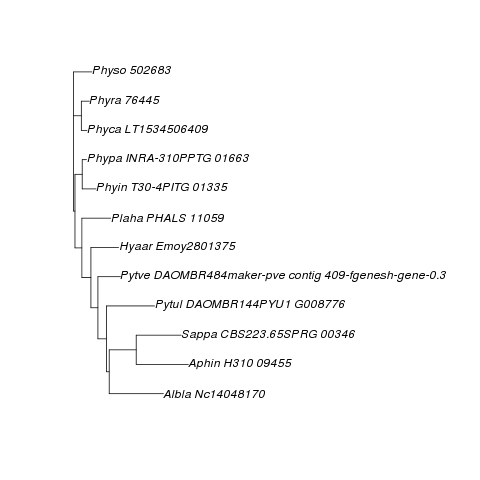 Physo 502683
Phyra 76445
Phyca LT1534506409
Phypa INRA-310PPTG 01663
Phyin T30-4PITG 01335
Plaha PHALS 11059
Hyaar Emoy2801375
Pytve DAOMBR484maker-pve contig 409-fgenesh-gene-0.3
Pytul DAOMBR144PYU1 G008776
Sappa CBS223.65SPRG 00346
Aphin H310 09455
Albla Nc14048170